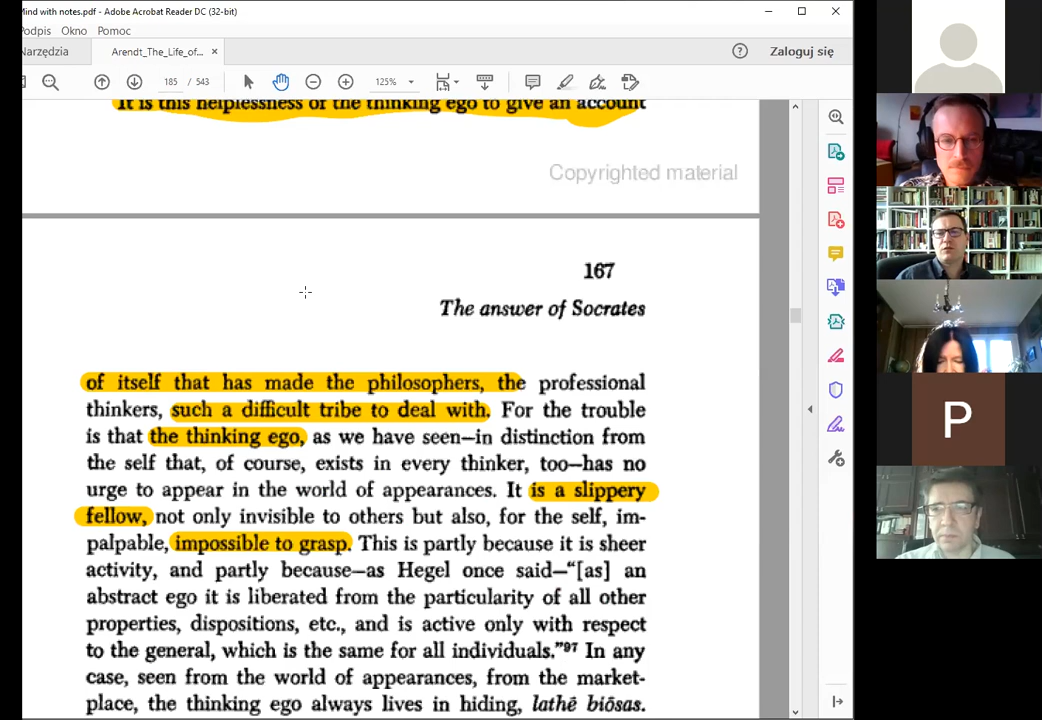 Mind with notes.pdf - Adobe Acrobat Reader DC (32-bit)
Podpis Okno Pomoc
Narzędzia Arendt_The_Life_of... × Zaloguj się
185 / 543 125%
It is this helplessness of the thinking ego to give an account
Copyrighted material
167
The answer of Socrates
of itself that has made the philosophers, the professional
thinkers, such a difficult tribe to deal with. For the trouble
is that the thinking ego, as we have seen—in distinction from
the self that, of course, exists in every thinker, too—has no
urge to appear in the world of appearances. It is a slippery
fellow, not only invisible to others but also, for the self, im-
palpable, impossible to grasp. This is partly because it is sheer
activity, and partly because—as Hegel once said—“[as] an
abstract ego it is liberated from the particularity of all other
properties, dispositions, etc., and is active only with respect
to the general, which is the same for all individuals.”97 In any
case, seen from the world of appearances, from the market-
place, the thinking ego always lives in hiding, lathē biōsas.
P